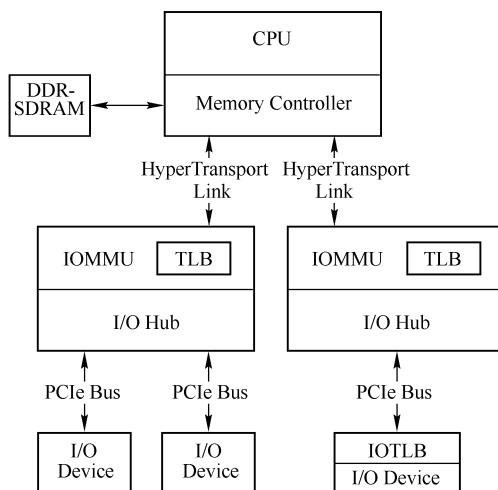 CPU
DDR-
SDRAM
Memory Controller
HyperTransport
Link
HyperTransport
Link
IOMMU
TLB
I/O Hub
IOMMU
TLB
I/O Hub
PCIe Bus
PCIe Bus
PCIe Bus
I/O
Device
I/O
Device
IOTLB
I/O Device